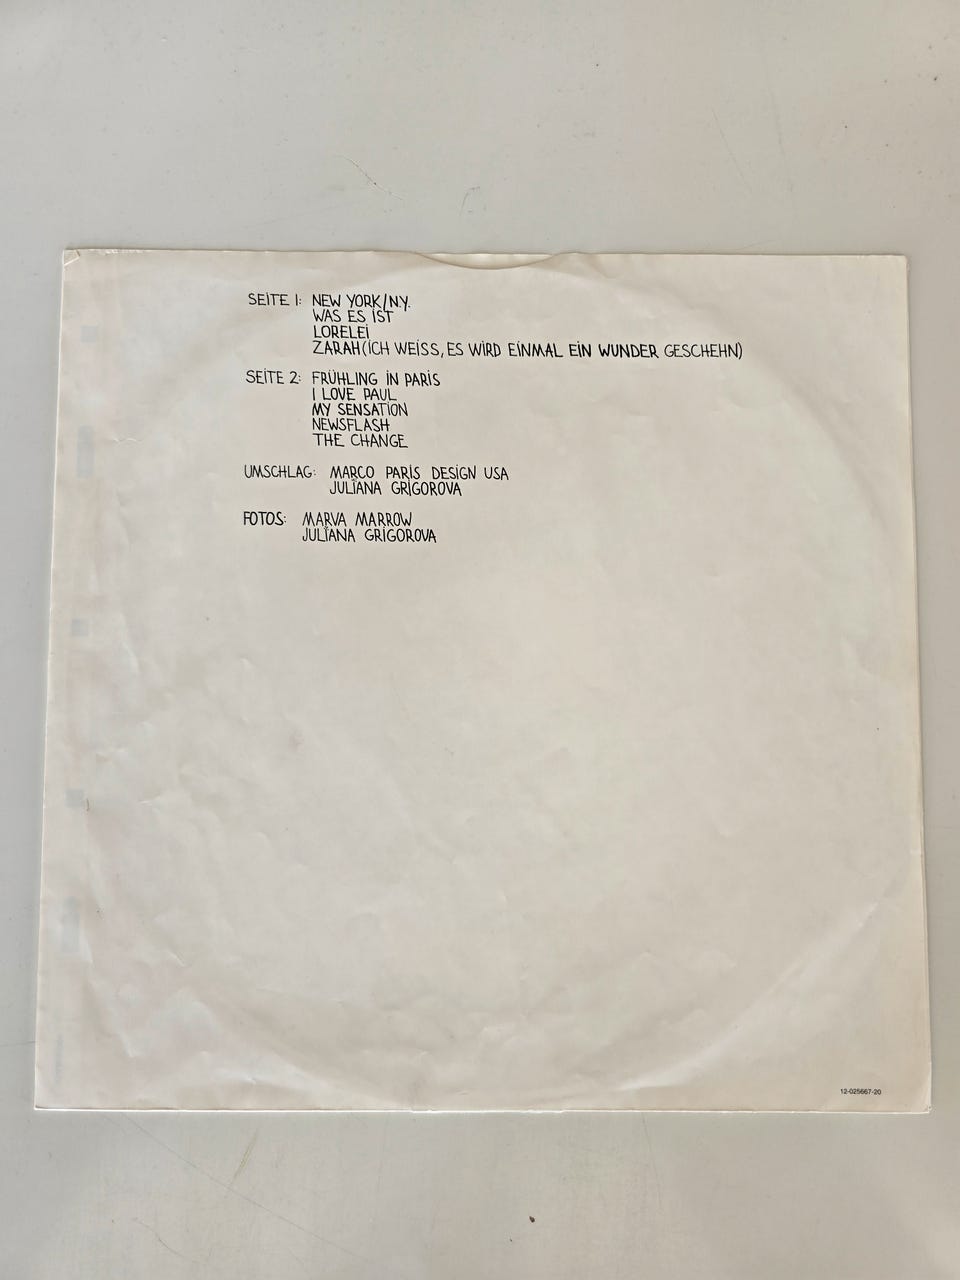 SEITE 1: NEW YORK/N.Y.
WAS ES IST
LORELEI
ZARAH (ICH WEISS, ES WIRD EINMAL EIN WUNDER GESCHEHN)
SEITE 2: FRÜHLING IN PARIS
I LOVE PAUL
MY SENSATION
NEWSFLASH
THE CHANGE
UMSCHLAG: MARCO PARIS DESIGN USA
JULIANA GRIGOROVA
FOTOS: MARVA MARROW
JULIANA GRIGOROVA
12-025667-20